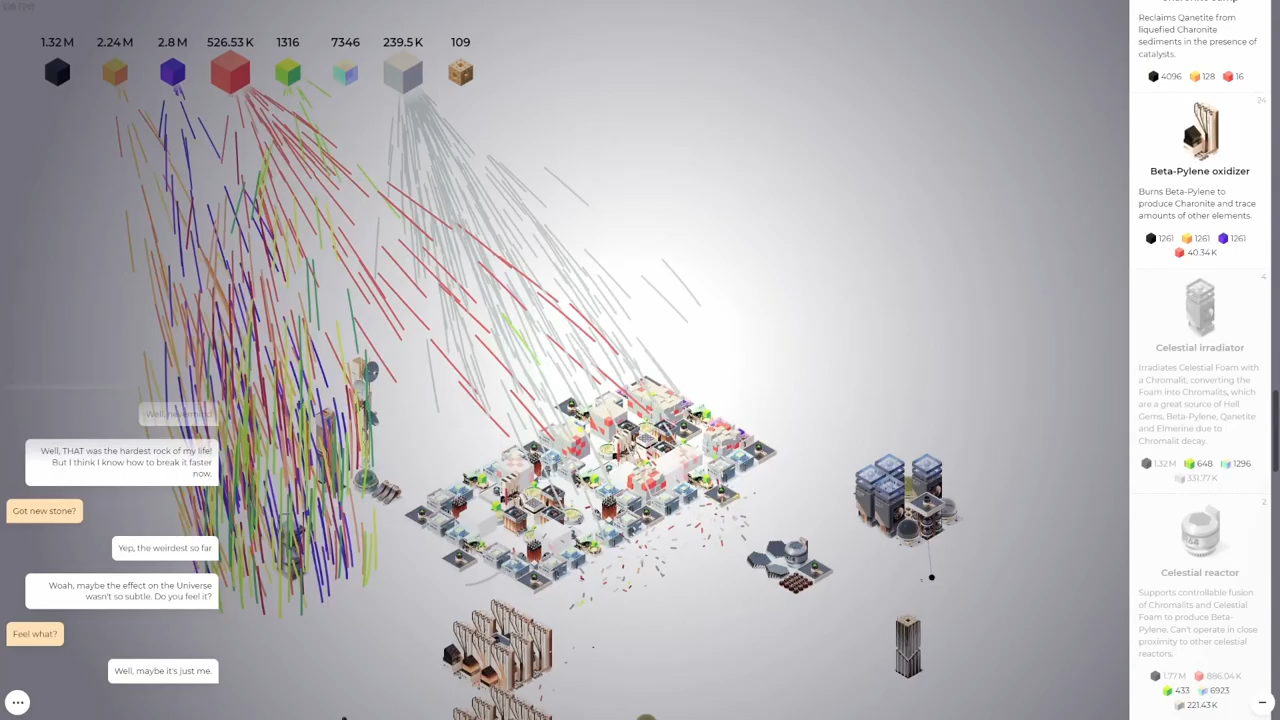 1.32 M 2.24 M 2.8 M 526.53 K 1316 7346 239.5 K 109
Well, nevermind
Well, THAT was the hardest rock of my life!
But I think I know how to break it faster
now.
Got new stone?
Yep, the weirdest so far
Woah, maybe the effect on the Universe
wasn't so subtle. Do you feel it?
Feel what?
Well, maybe it's just me.
Reclaims Qanetite from
liquefied Charonite
sediments in the presence of
catalysts.
4096 128 16
24
Beta-Pylene oxidizer
Burns Beta-Pylene to
produce Charonite and trace
amounts of other elements.
1261 1261 1261
40.34 K
4
Celestial irradiator
Irradiates Celestial Foam with
a Chromalit, converting the
Foam into Chromalits, which
are a great source of Hell
Gems, Beta-Pylene, Qanetite
and Elmerine due to
Chromalit decay.
1.32 M 648 1296
331.77 K
2
Celestial reactor
Supports controllable fusion
of Chromalits and Celestial
Foam to produce Beta-
Pylene. Can't operate in close
proximity to other celestial
reactors.
1.77 M 886.04 K
433 6923
221.43 K